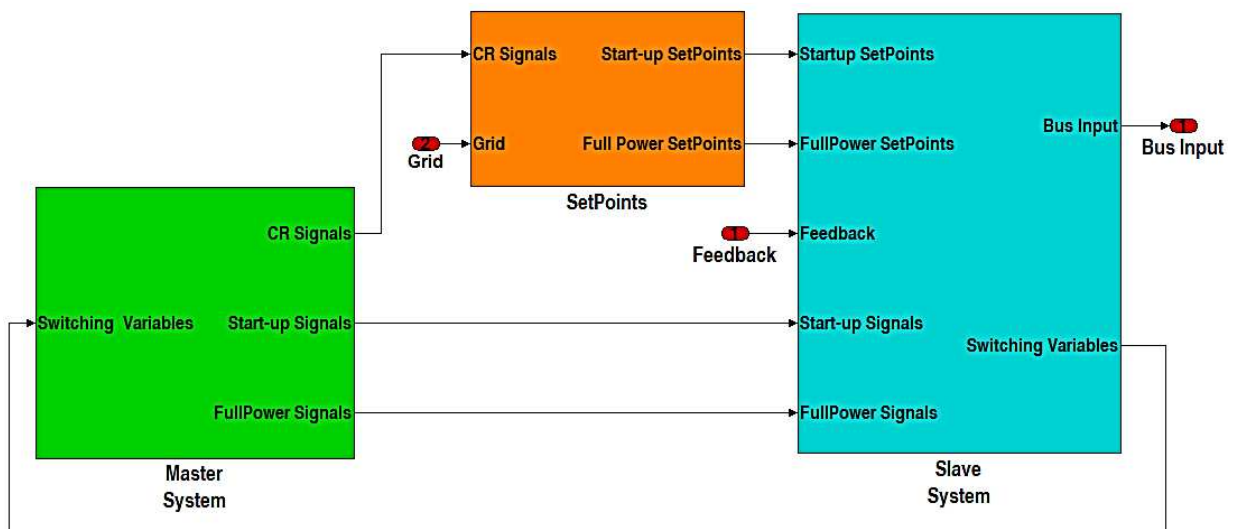 CR Signals
Start-up SetPoints
Startup SetPoints
Bus Input
1
Bus Input
2
Grid
Grid
Full Power SetPoints
FullPower SetPoints
SetPoints
CR Signals
1
Feedback
Feedback
Switching Variables
Start-up Signals
Start-up Signals
Switching Variables
FullPower Signals
FullPower Signals
Master
System
Slave
System